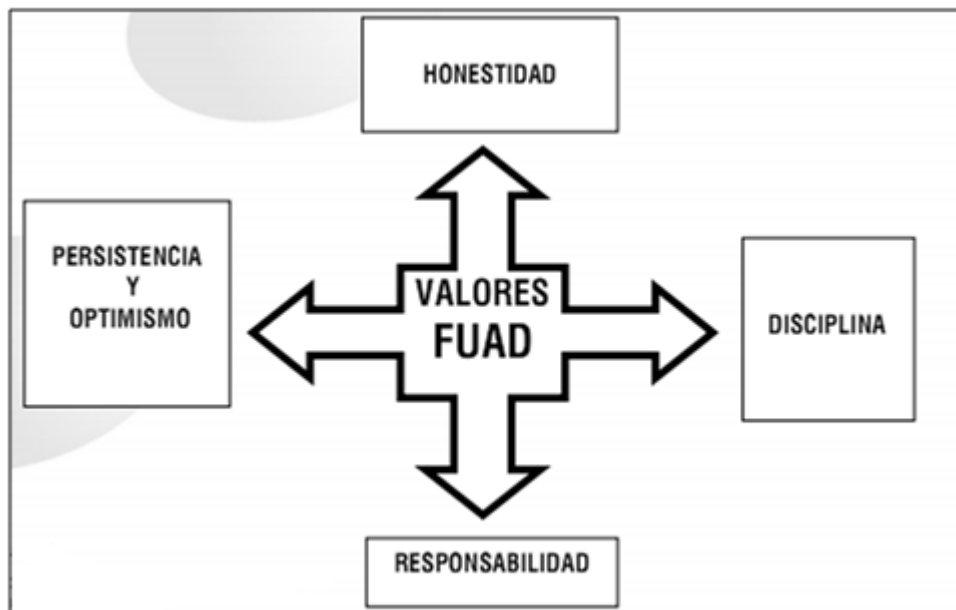 HONESTIDAD
PERSISTENCIA
Y
OPTIMISMO
VALORES
FUAD
DISCIPLINA
RESPONSABILIDAD